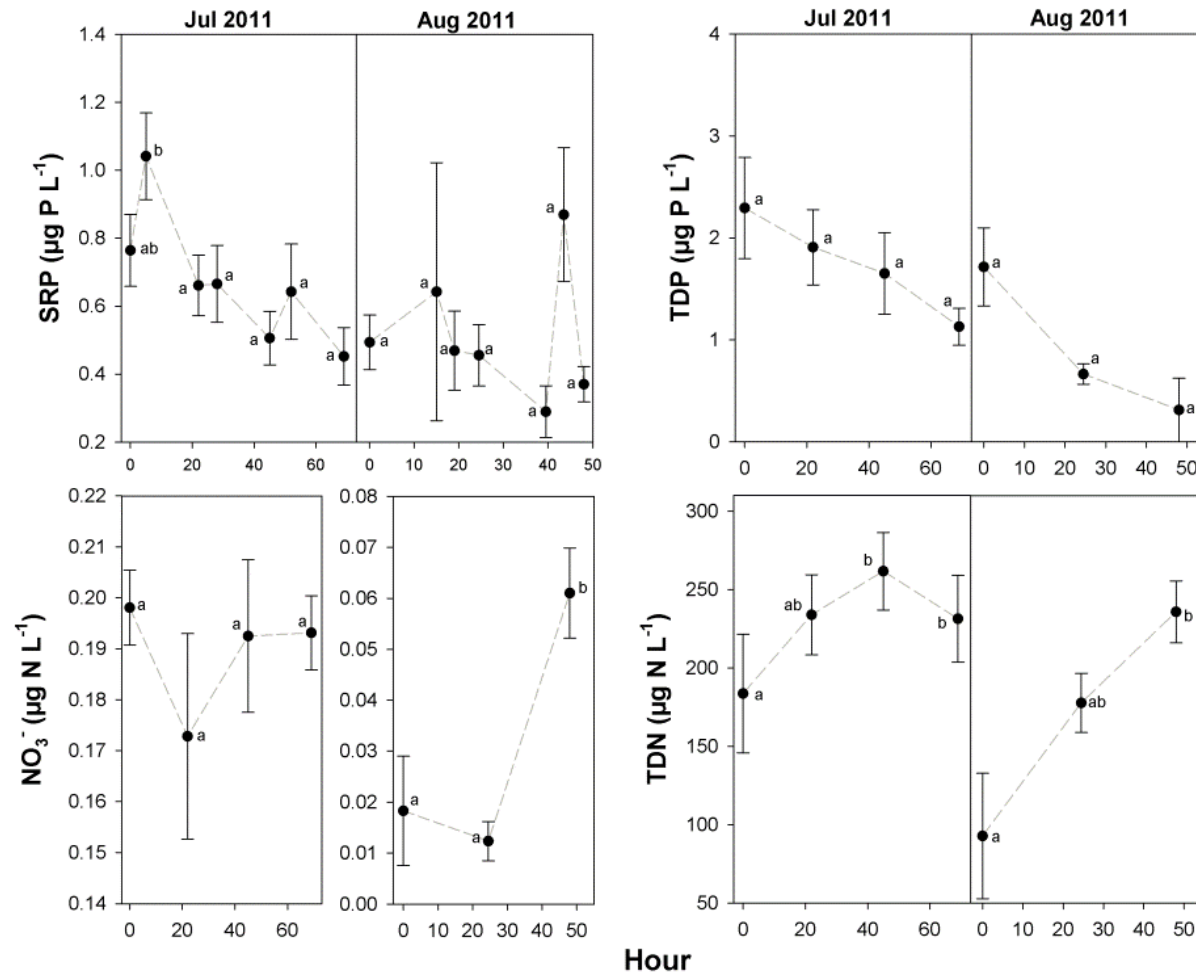 Jul 2011
Aug 2011
SRP (µg P L⁻¹)
1.4
1.2
1.0
0.8
0.6
0.4
0.2
ab
b
a
a
a
a
a
a
a
a
a
a
a
a
0 20 40 60
0 10 20 30 40 50
Jul 2011
Aug 2011
TDP (µg P L⁻¹)
4
3
2
1
0
a
a
a
a
a
a
a
0 20 40 60
0 10 20 30 40 50
NO₃⁻ (µg N L⁻¹)
0.22
0.21
0.20
0.19
0.18
0.17
0.16
0.15
0.14
a
a
a
a
0 20 40 60
0.08
0.07
0.06
0.05
0.04
0.03
0.02
0.01
0.00
a
a
b
0 10 20 30 40 50
TDN (µg N L⁻¹)
300
250
200
150
100
50
a
ab
b
b
a
ab
b
0 20 40 60
0 10 20 30 40 50
Hour